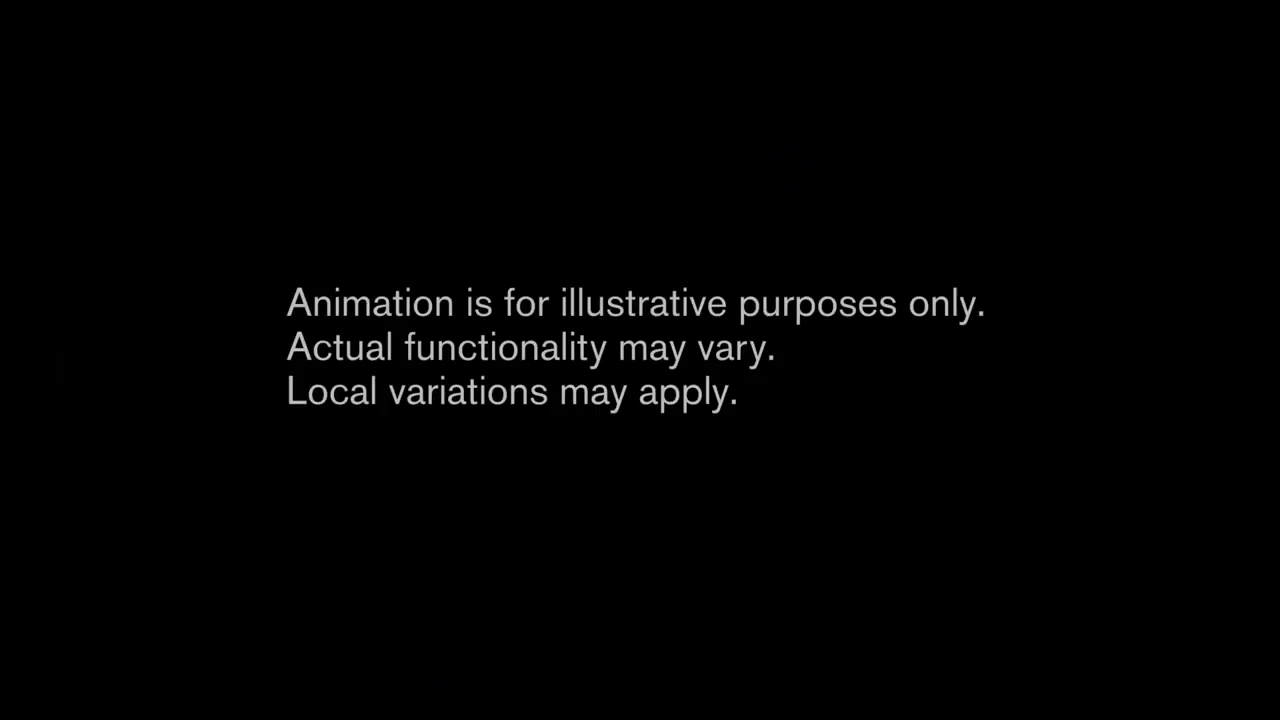 Animation is for illustrative purposes only.
Actual functionality may vary.
Local variations may apply.